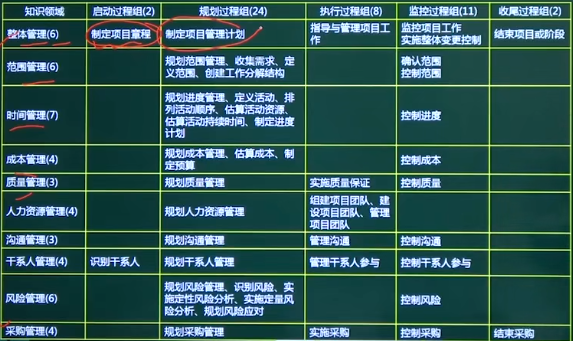 知识领域 启动过程组(2) 规划过程组(24) 执行过程组(8) 监控过程组(11) 收尾过程组(2)
整体管理(6) 制定项目章程 制定项目管理计划 指导与管理项目工作 监控项目工作 实施整体变更控制 结束项目或阶段
范围管理(6) 规划范围管理、收集需求、定义范围、创建工作分解结构 确认范围 控制范围
时间管理(7) 规划进度管理、定义活动、排列活动顺序、估算活动资源、估算活动持续时间、制定进度计划 控制进度
成本管理(4) 规划成本管理、估算成本、制定预算 控制成本
质量管理(3) 规划质量管理 实施质量保证 控制质量
人力资源管理(4) 规划人力资源管理 组建项目团队、建设项目团队、管理项目团队
沟通管理(3) 规划沟通管理 管理沟通 控制沟通
干系人管理(4) 识别干系人 规划干系人管理 管理干系人参与 控制干系人参与
风险管理(6) 规划风险管理、识别风险、实施定性风险分析、实施定量风险分析、规划风险应对 控制风险
采购管理(4) 规划采购管理 实施采购 控制采购 结束采购